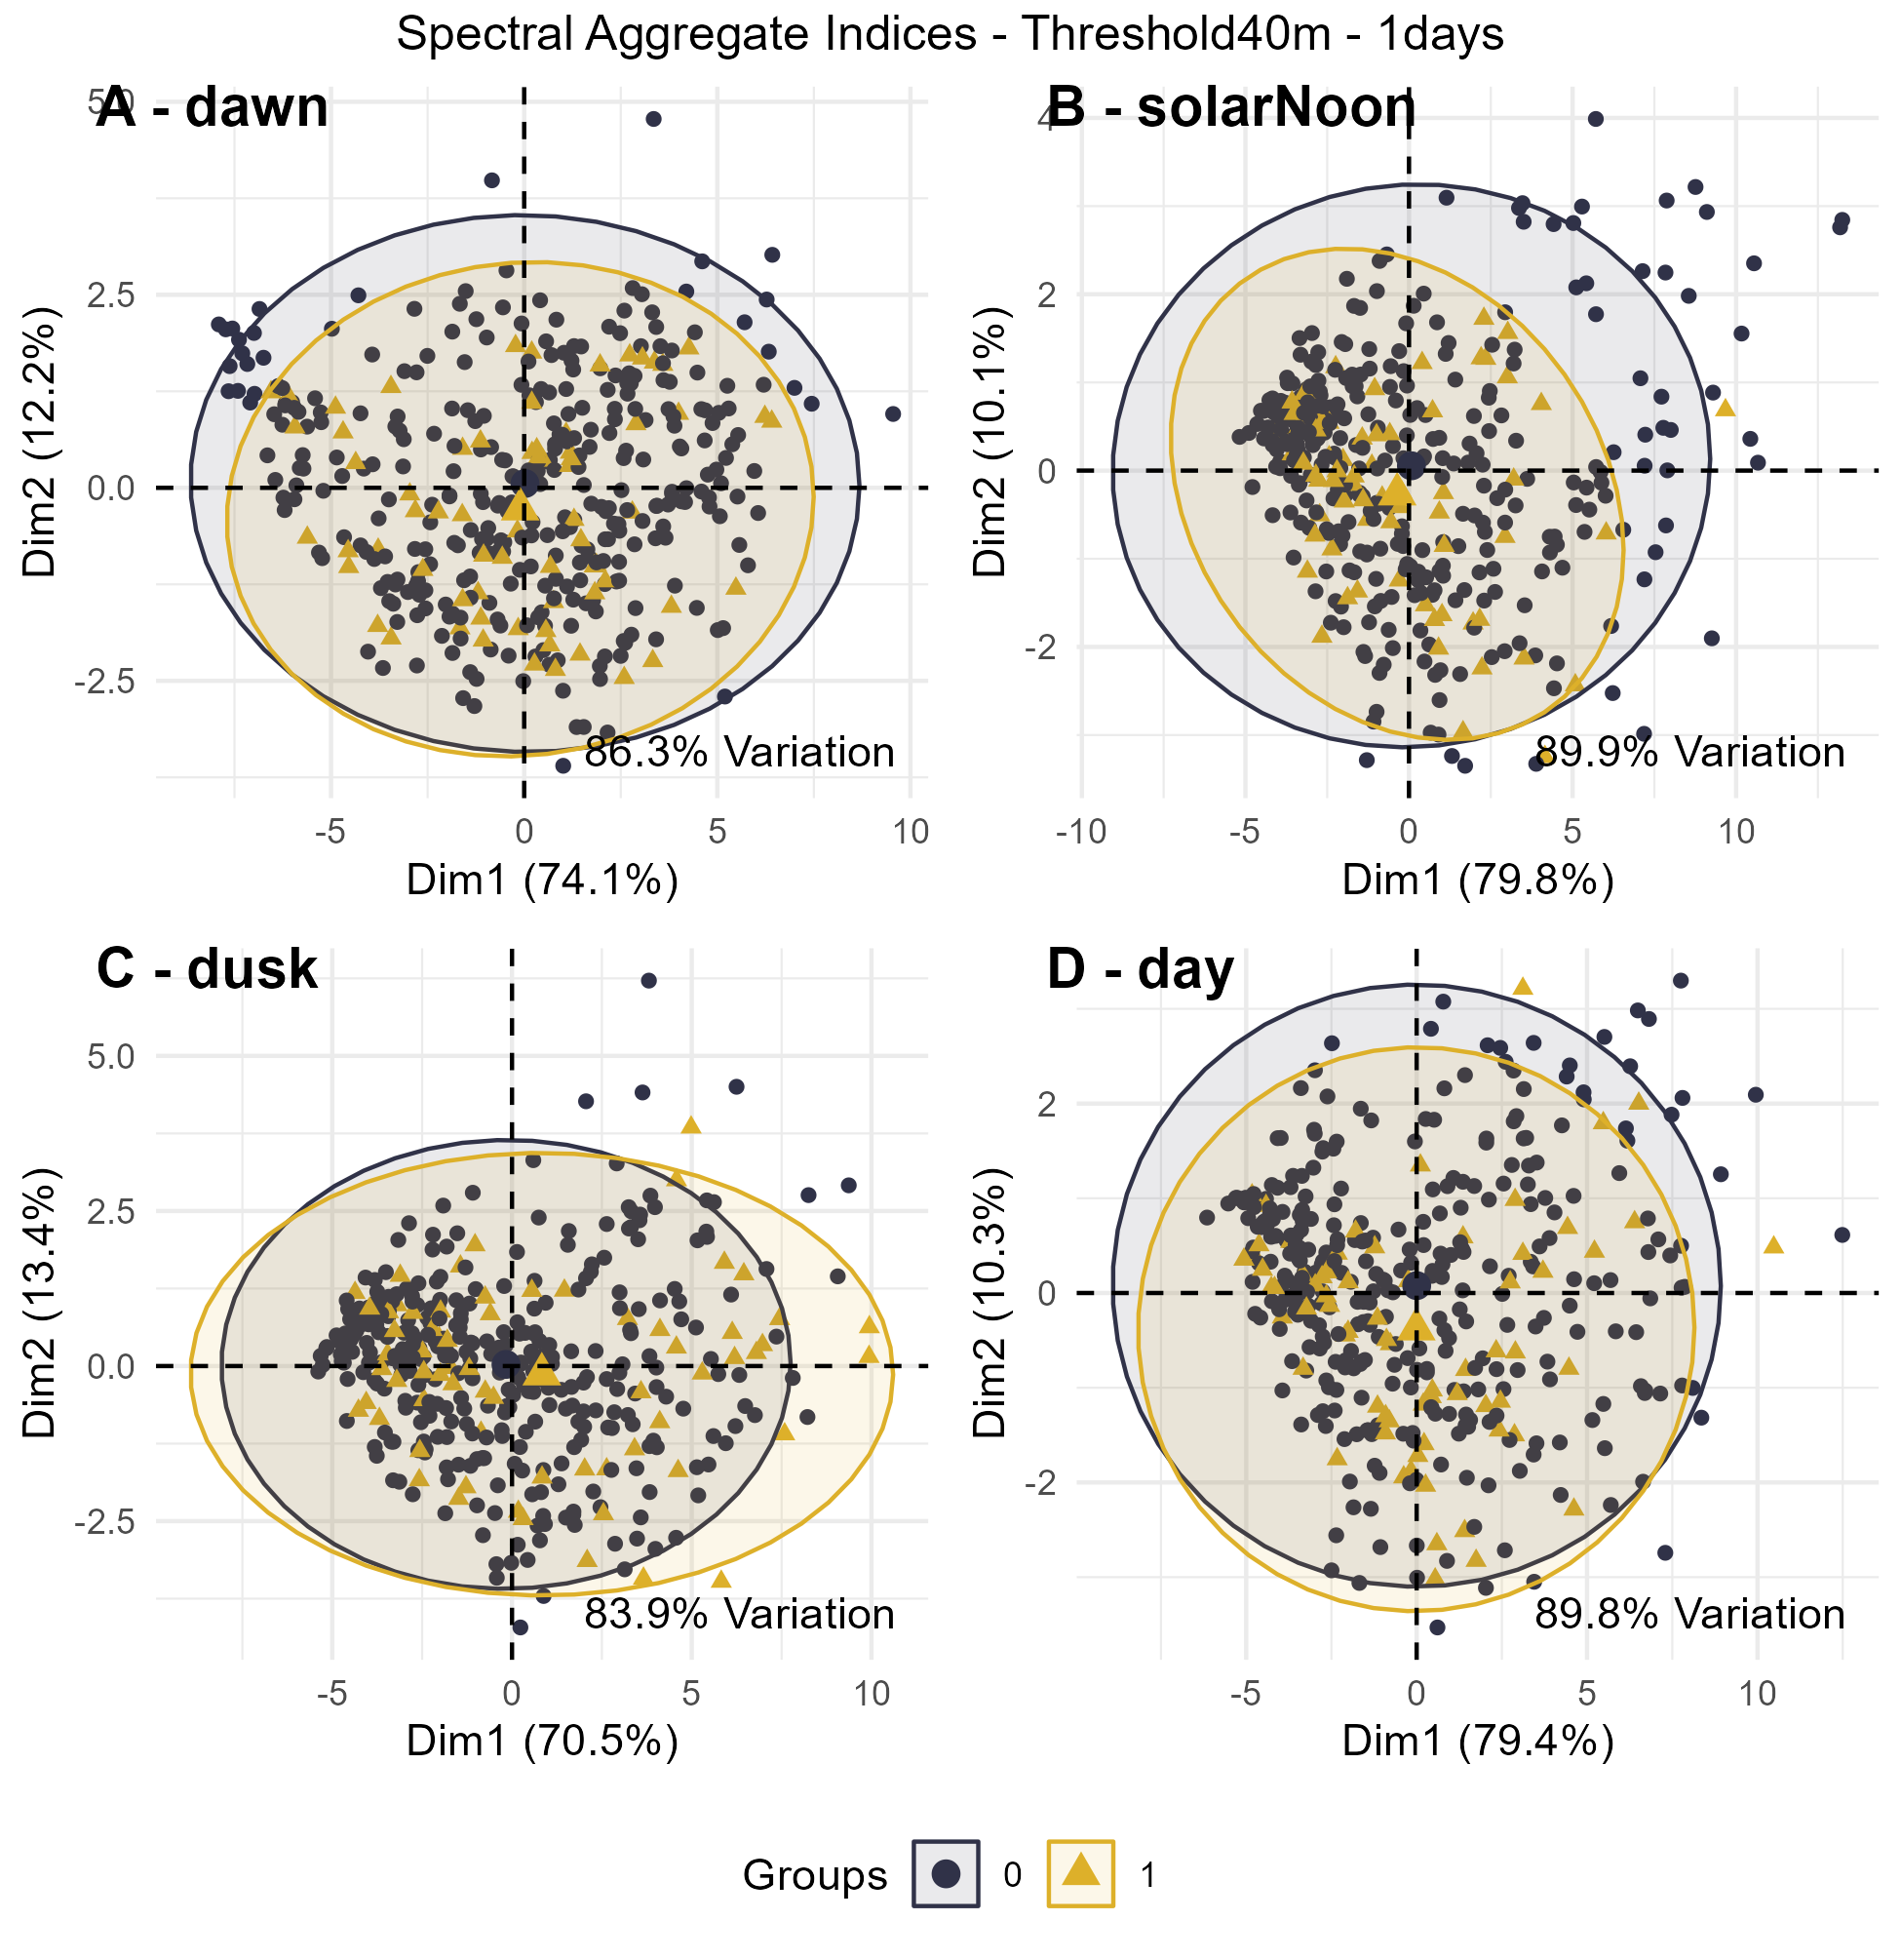 Spectral Aggregate Indices - Threshold40m - 1days
A - dawn
5.0
2.5
0.0
-2.5
Dim2 (12.2%)
86.3% Variation
-5 0 5 10
Dim1 (74.1%)
B - solarNoon
4
2
0
-2
Dim2 (10.1%)
89.9% Variation
-10 -5 0 5 10
Dim1 (79.8%)
C - dusk
5.0
2.5
0.0
-2.5
Dim2 (13.4%)
83.9% Variation
-5 0 5 10
Dim1 (70.5%)
D - day
2
0
-2
Dim2 (10.3%)
89.8% Variation
-5 0 5 10
Dim1 (79.4%)
Groups 0 1